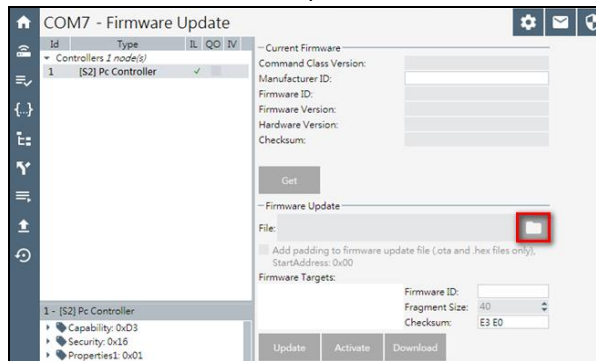 COM7 - Firmware Update
Id Type IL QO IV
Controllers 1 node(s)
1 [S2] Pc Controller
Current Firmware
Command Class Version:
Manufacturer ID:
Firmware ID:
Firmware Version:
Hardware Version:
Checksum:
Get
Firmware Update
File:
Add padding to firmware update file (.ota and .hex files only),
StartAddress: 0x00
Firmware Targets:
Firmware ID:
Fragment Size: 40
Checksum: E3 E0
Update Activate Download
1 - [S2] Pc Controller
Capability: 0xD3
Security: 0x16
Properties1: 0x01